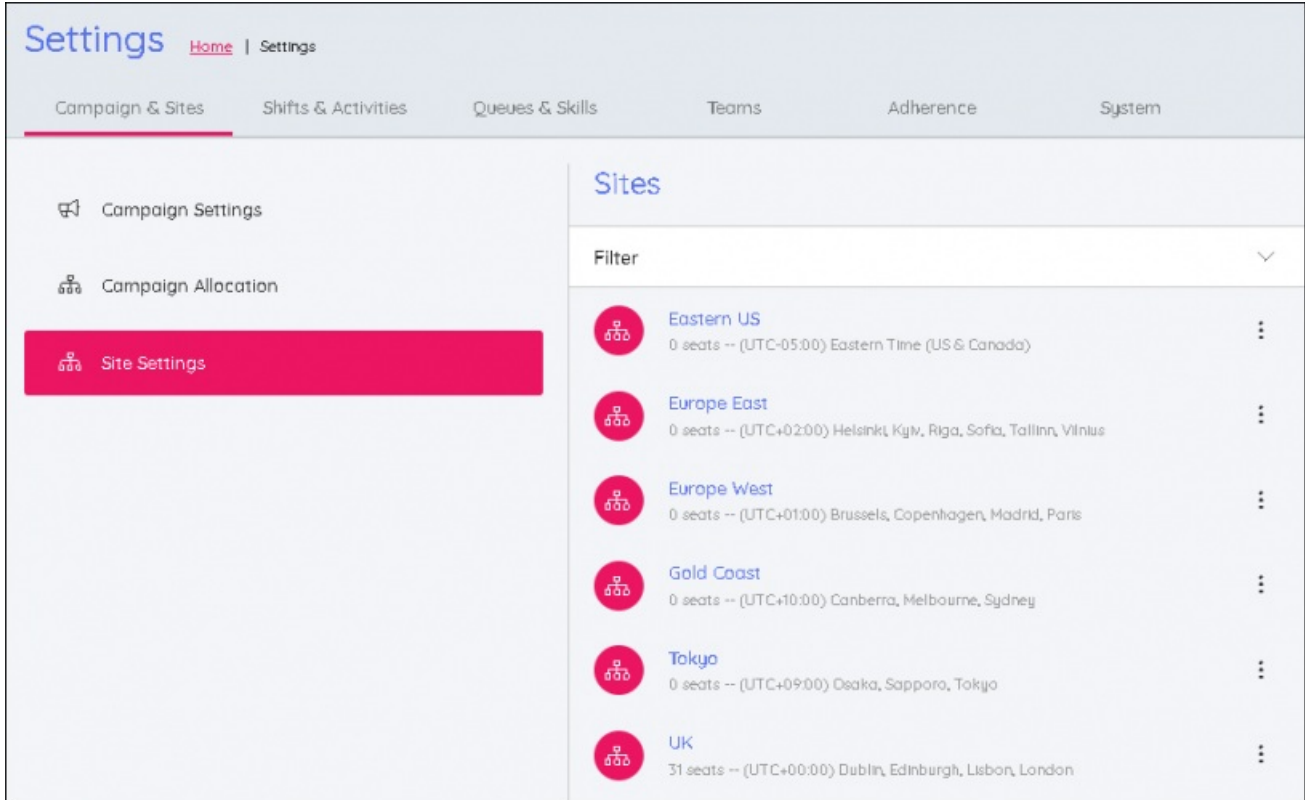 Settings Home | Settings
Campaign & Sites Shifts & Activities Queues & Skills Teams Adherence System
Campaign Settings
Campaign Allocation
Site Settings
Sites
Filter
Eastern US
0 seats -- (UTC-05:00) Eastern Time (US & Canada)
Europe East
0 seats -- (UTC+02:00) Helsinki, Kyiv, Riga, Sofia, Tallinn, Vilnius
Europe West
0 seats -- (UTC+01:00) Brussels, Copenhagen, Madrid, Paris
Gold Coast
0 seats -- (UTC+10:00) Canberra, Melbourne, Sydney
Tokyo
0 seats -- (UTC+09:00) Osaka, Sapporo, Tokyo
UK
31 seats -- (UTC+00:00) Dublin, Edinburgh, Lisbon, London